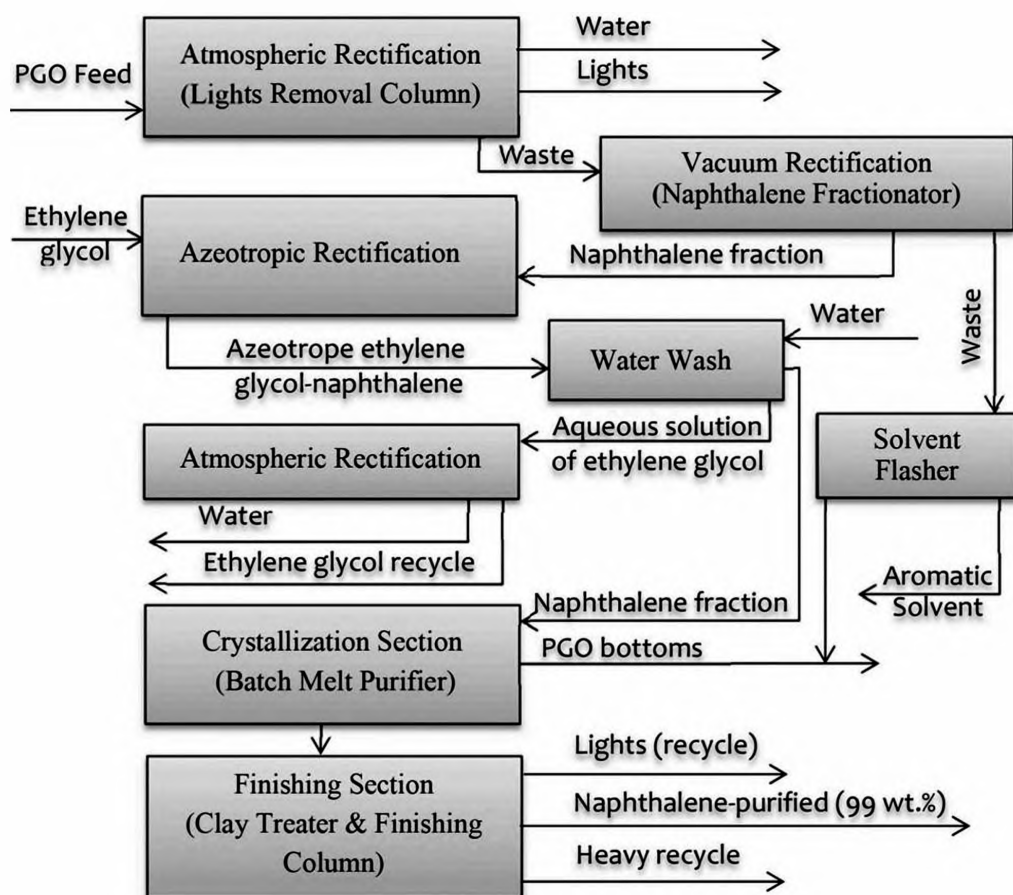 PGO Feed
Atmospheric Rectification
(Lights Removal Column)
Water
Lights
Waste
Vacuum Rectification
(Naphthalene Fractionator)
Ethylene
glycol
Azeotropic Rectification
Naphthalene fraction
Waste
Azeotrope ethylene
glycol-naphthalene
Water Wash
Water
Aqueous solution
of ethylene glycol
Atmospheric Rectification
Solvent
Flasher
Water
Ethylene glycol recycle
Aromatic
Solvent
Naphthalene fraction
Crystallization Section
(Batch Melt Purifier)
PGO bottoms
Finishing Section
(Clay Treater & Finishing
Column)
Lights (recycle)
Naphthalene-purified (99 wt.%)
Heavy recycle